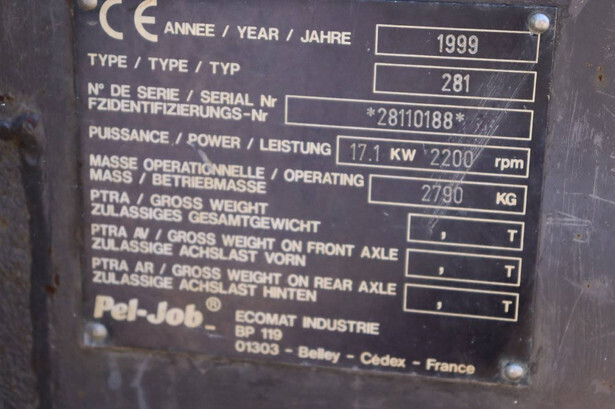 CE ANNEE / YEAR / JAHRE 1999
TYPE / TYPE / TYP 281
N° DE SERIE / SERIAL Nr
FZIDENTIFIZIERUNGS-Nr *28110188*
PUISSANCE / POWER / LEISTUNG 17.1 KW 2200 rpm
MASSE OPERATIONNELLE / OPERATING
MASS / BETRIEBMASSE 2790 KG
PTRA / GROSS WEIGHT
ZULASSIGES GESAMTGEWICHT , T
PTRA AV / GROSS WEIGHT ON FRONT AXLE
ZULASSIGE ACHSLAST VORN , T
PTRA AR / GROSS WEIGHT ON REAR AXLE
ZULASSIGE ACHSLAST HINTEN , T
Pel-Job® ECOMAT INDUSTRIE
BP 119
01303 - Belley - Cédex - France